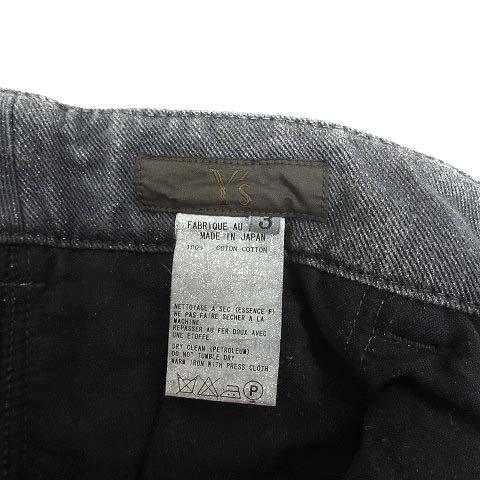 Y's
3
FABRIQUE AU
MADE IN JAPAN
100% COTON COTTON
NETTOYAGE A SEC (ESSENCE F)
NE PAS FAIRE SECHER A LA
MACHINE.
REPASSER AU FER DOUX AVEC
UNE ETOFFE.
DRY CLEAN (PETROLEUM)
DO NOT TUMBLE DRY
WARM IRON WITH PRESS CLOTH
P